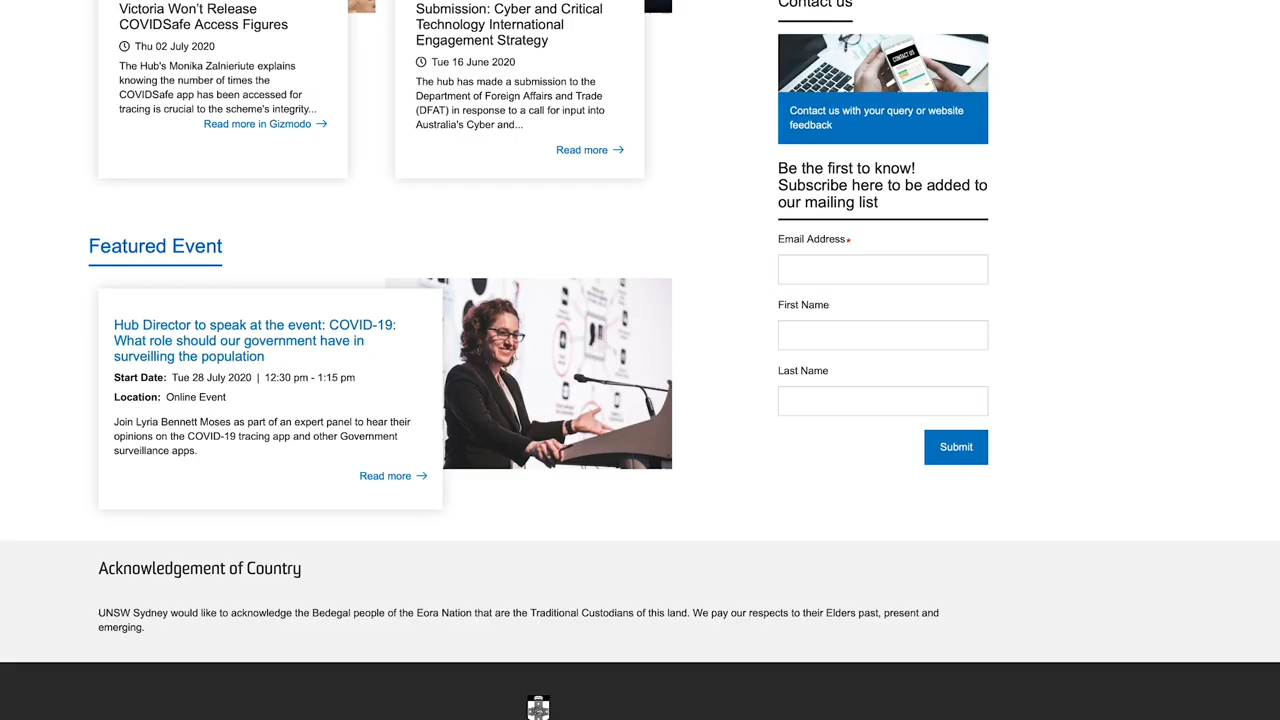 Victoria Won't Release
COVIDSafe Access Figures
Thu 02 July 2020
The Hub's Monika Zalnieriute explains
knowing the number of times the
COVIDSafe app has been accessed for
tracing is crucial to the scheme's integrity...
Read more in Gizmodo
Submission: Cyber and Critical
Technology International
Engagement Strategy
Tue 16 June 2020
The hub has made a submission to the
Department of Foreign Affairs and Trade
(DFAT) in response to a call for input into
Australia's Cyber and...
Read more
Featured Event
Hub Director to speak at the event: COVID-19:
What role should our government have in
surveilling the population
Start Date: Tue 28 July 2020 | 12:30 pm - 1:15 pm
Location: Online Event
Join Lyria Bennett Moses as part of an expert panel to hear their
opinions on the COVID-19 tracing app and other Government
surveillance apps.
Read more
Contact us
CONTACT US
Contact us with your query or website
feedback
Be the first to know!
Subscribe here to be added to
our mailing list
Email Address*
First Name
Last Name
Submit
Acknowledgement of Country
UNSW Sydney would like to acknowledge the Bedegal people of the Eora Nation that are the Traditional Custodians of this land. We pay our respects to their Elders past, present and
emerging.